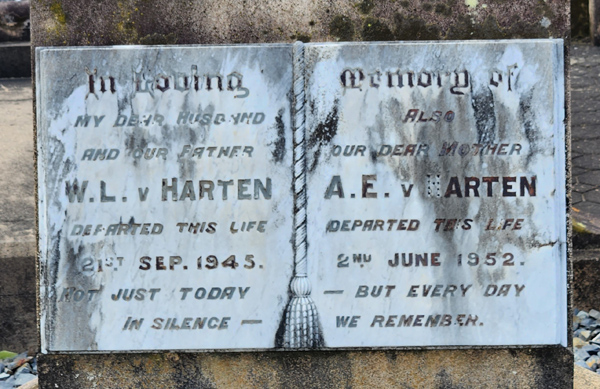 In Loving
My Dear Husband
and Our Father
W. L. v Harten
Departed This Life
21st Sep. 1945.
Not Just Today
In Silence —
Memory of
Also
Our Dear Mother
A. E. v Harten
Departed This Life
2nd June 1952.
— But Every Day
We Remember.